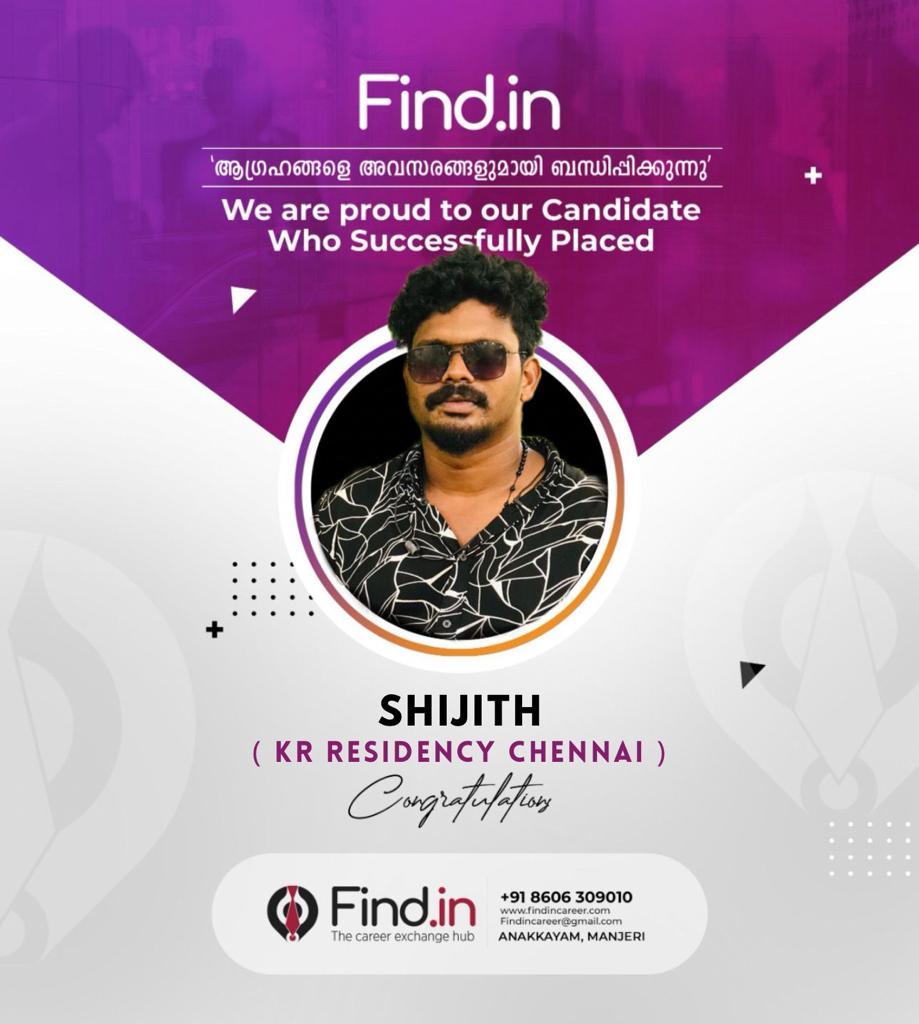 Find.in
‘ആഗ്രഹങ്ങളെ അവസരങ്ങളുമായി ബന്ധിപ്പിക്കുന്നു’
We are proud to our Candidate
Who Successfully Placed
SHIJITH
( KR RESIDENCY CHENNAI )
Congratulations
Find.in
The career exchange hub
+91 8606 309010
www.findincareer.com
Findincareer@gmail.com
ANAKKAYAM, MANJERI